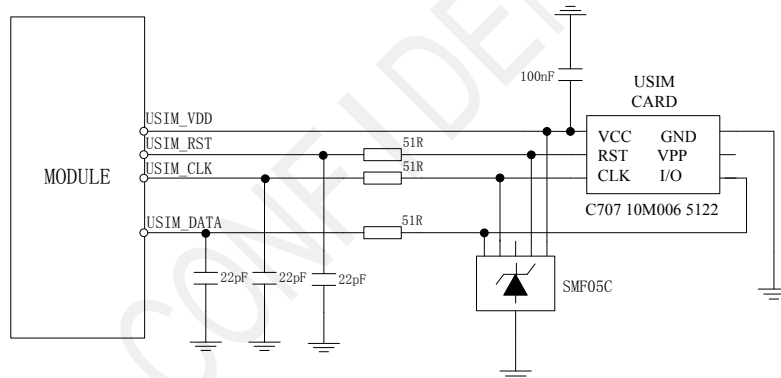 100nF
USIM
CARD
USIM_VDD
USIM_RST
USIM_CLK
USIM_DATA
MODULE
51R
51R
51R
VCC GND
RST VPP
CLK I/O
C707 10M006 5122
22pF
22pF
22pF
SMF05C
CONFIDEN